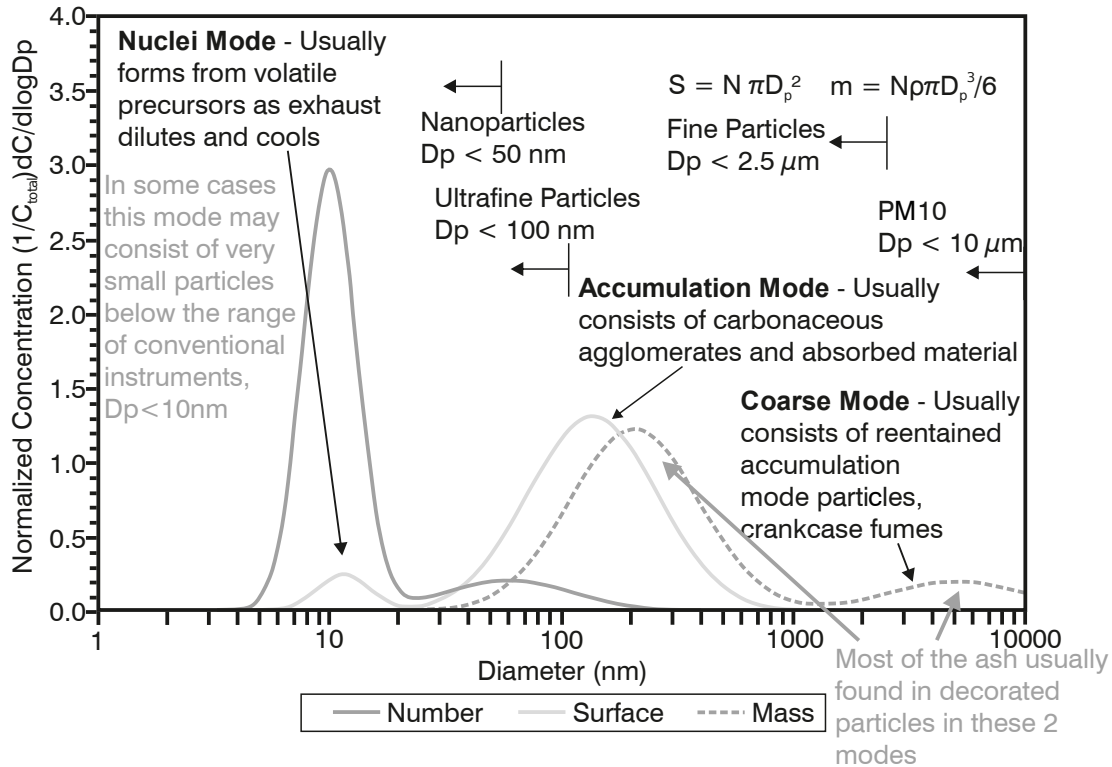 4.0
3.5
3.0
2.5
2.0
1.5
1.0
0.5
0.0
Normalized Concentration (1/C_total)dC/dlogDp
Nuclei Mode - Usually
forms from volatile
precursors as exhaust
dilutes and cools
In some cases
this mode may
consist of very
small particles
below the range
of conventional
instruments,
Dp<10nm
Nanoparticles
Dp < 50 nm
Ultrafine Particles
Dp < 100 nm
S = N πD_p^2 m = NρπD_p^3/6
Fine Particles
Dp < 2.5 μm
PM10
Dp < 10 μm
Accumulation Mode - Usually
consists of carbonaceous
agglomerates and absorbed material
Coarse Mode - Usually
consists of reentained
accumulation
mode particles,
crankcase fumes
1 10 100 1000 10000
Diameter (nm)
Number Surface Mass
Most of the ash usually
found in decorated
particles in these 2
modes